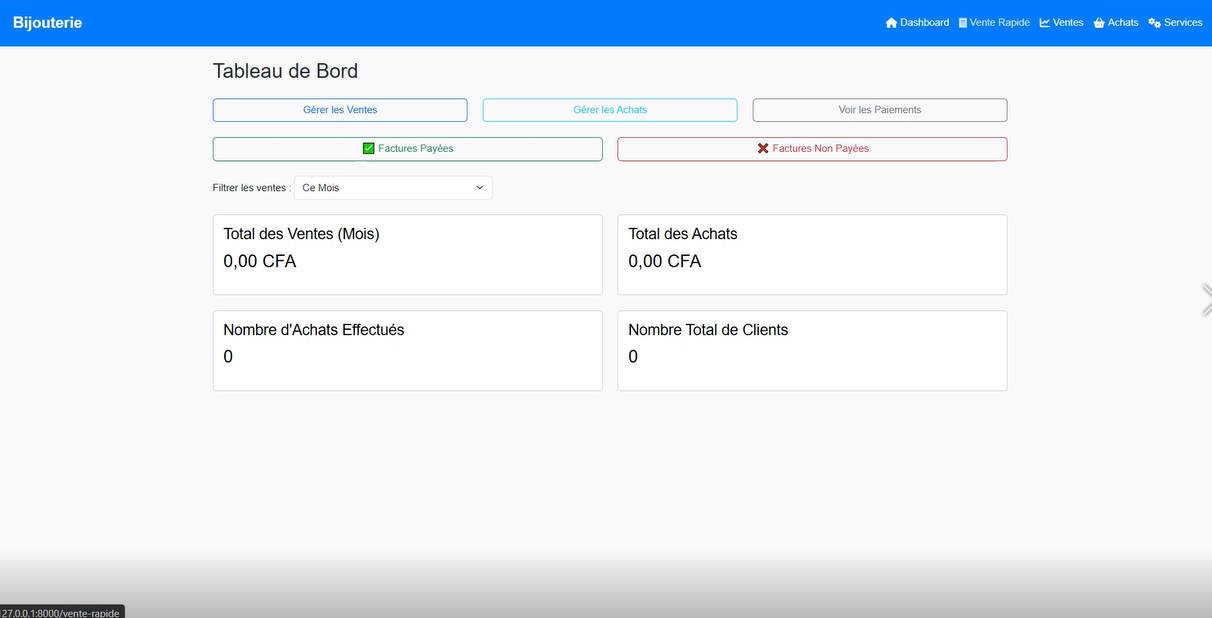 Bijouterie
Dashboard Vente Rapide Ventes Achats Services
Tableau de Bord
Gérer les Ventes Gérer les Achats Voir les Paiements
Factures Payées Factures Non Payées
Filtrer les ventes : Ce Mois
Total des Ventes (Mois) Total des Achats
0,00 CFA 0,00 CFA
Nombre d'Achats Effectués Nombre Total de Clients
0 0
27.0.0.1:8000/vente-rapide